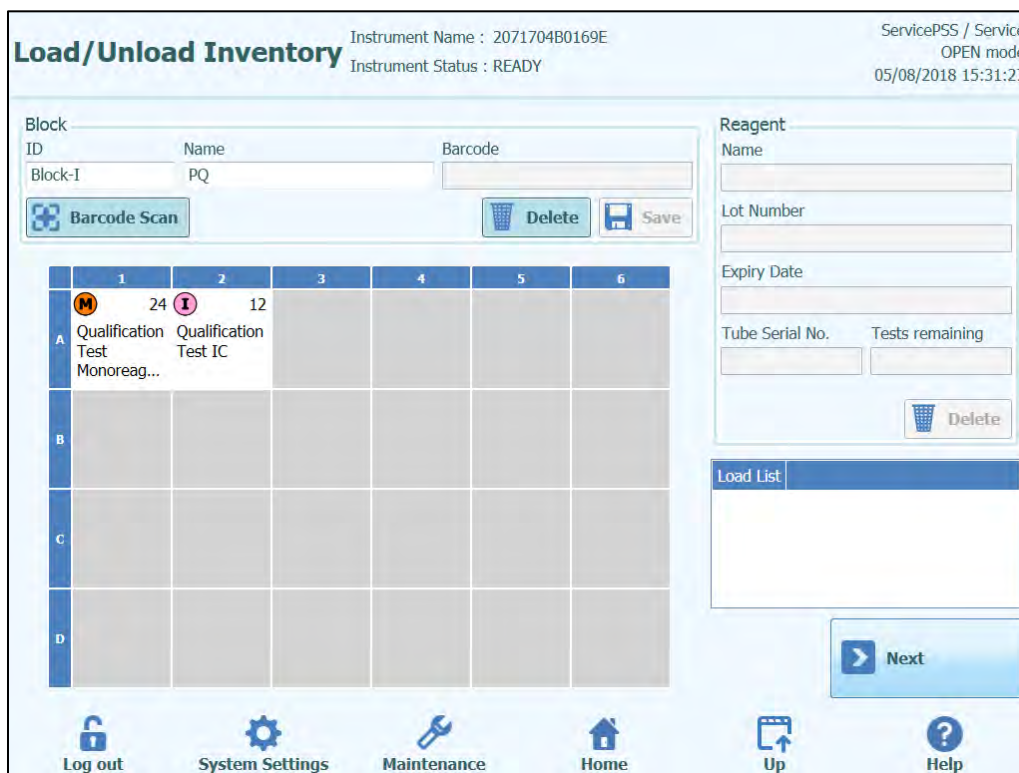 Load/Unload Inventory
Instrument Name : 2071704B0169E
Instrument Status : READY
ServicePSS / Service
OPEN mode
05/08/2018 15:31:27
Block
ID Name Barcode
Block-I PQ
Barcode Scan Delete Save
Reagent
Name
Lot Number
Expiry Date
Tube Serial No. Tests remaining
Delete
1 2 3 4 5 6
A
M 24 I 12
Qualification Qualification
Test Test IC
Monoreag...
B
C
D
Load List
Next
Log out System Settings Maintenance Home Up Help